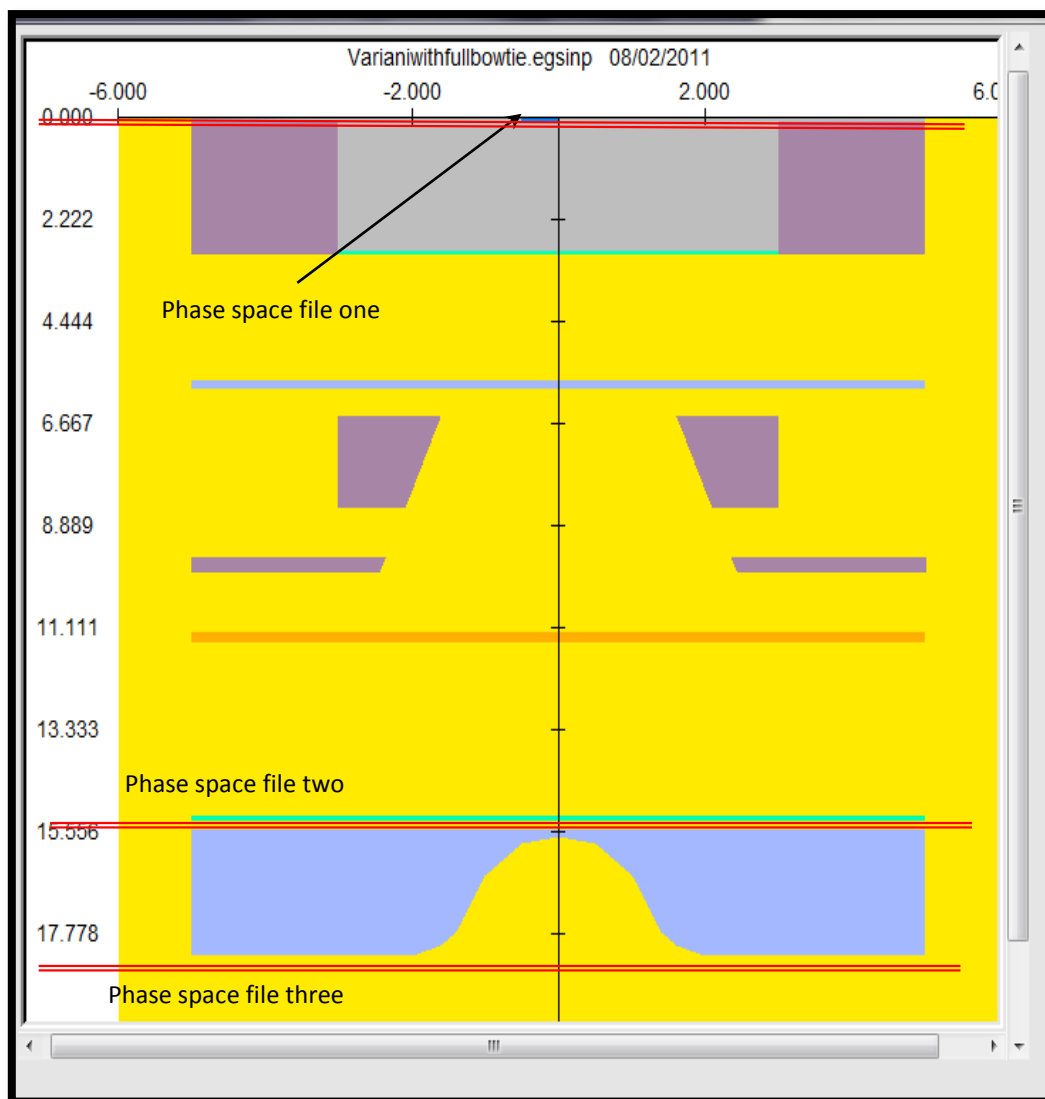 Varianiwithfullbowtie.egsinp 08/02/2011
-6.000 -2.000 2.000 6.0
0.000
2.222
Phase space file one
4.444
6.667
8.889
11.111
13.333
Phase space file two
15.556
17.778
Phase space file three